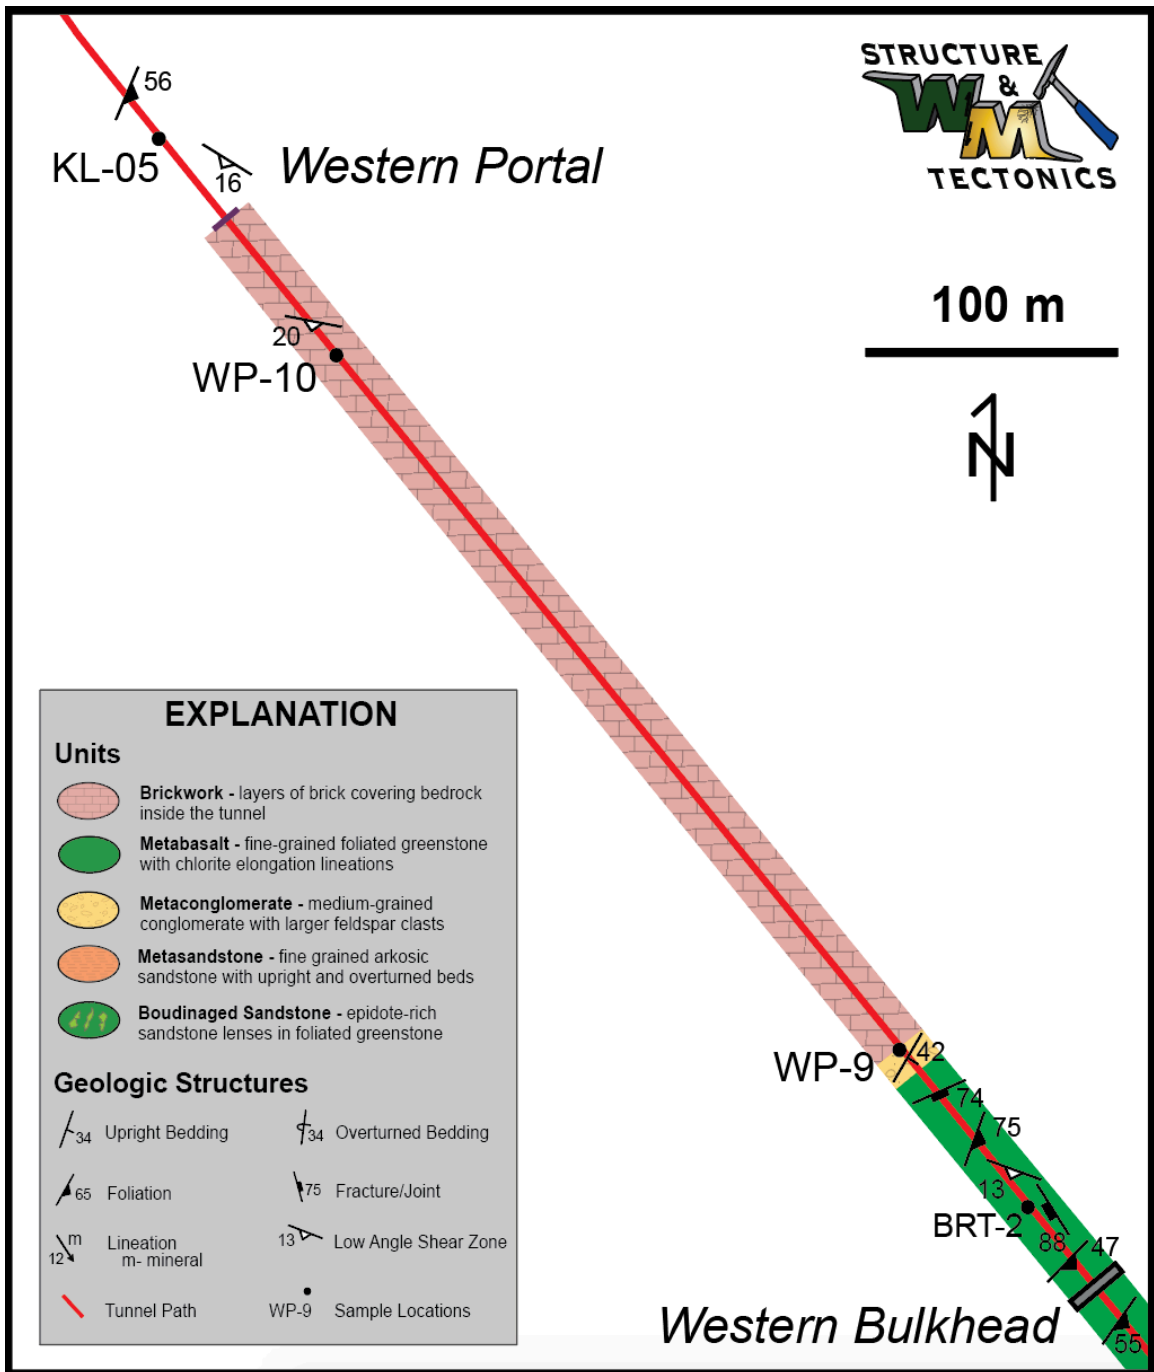 STRUCTURE
&
WM
TECTONICS
56
KL-05
16
Western Portal
100 m
N
20
WP-10
EXPLANATION
Units
Brickwork - layers of brick covering bedrock
inside the tunnel
Metabasalt - fine-grained foliated greenstone
with chlorite elongation lineations
Metaconglomerate - medium-grained
conglomerate with larger feldspar clasts
Metasandstone - fine grained arkosic
sandstone with upright and overturned beds
Boudinaged Sandstone - epidote-rich
sandstone lenses in foliated greenstone
Geologic Structures
34 Upright Bedding
34 Overturned Bedding
65 Foliation
75 Fracture/Joint
12 m Lineation
m- mineral
13 Low Angle Shear Zone
Tunnel Path
WP-9 Sample Locations
WP-9
42
74
75
13
BRT-2
88
47
Western Bulkhead
55